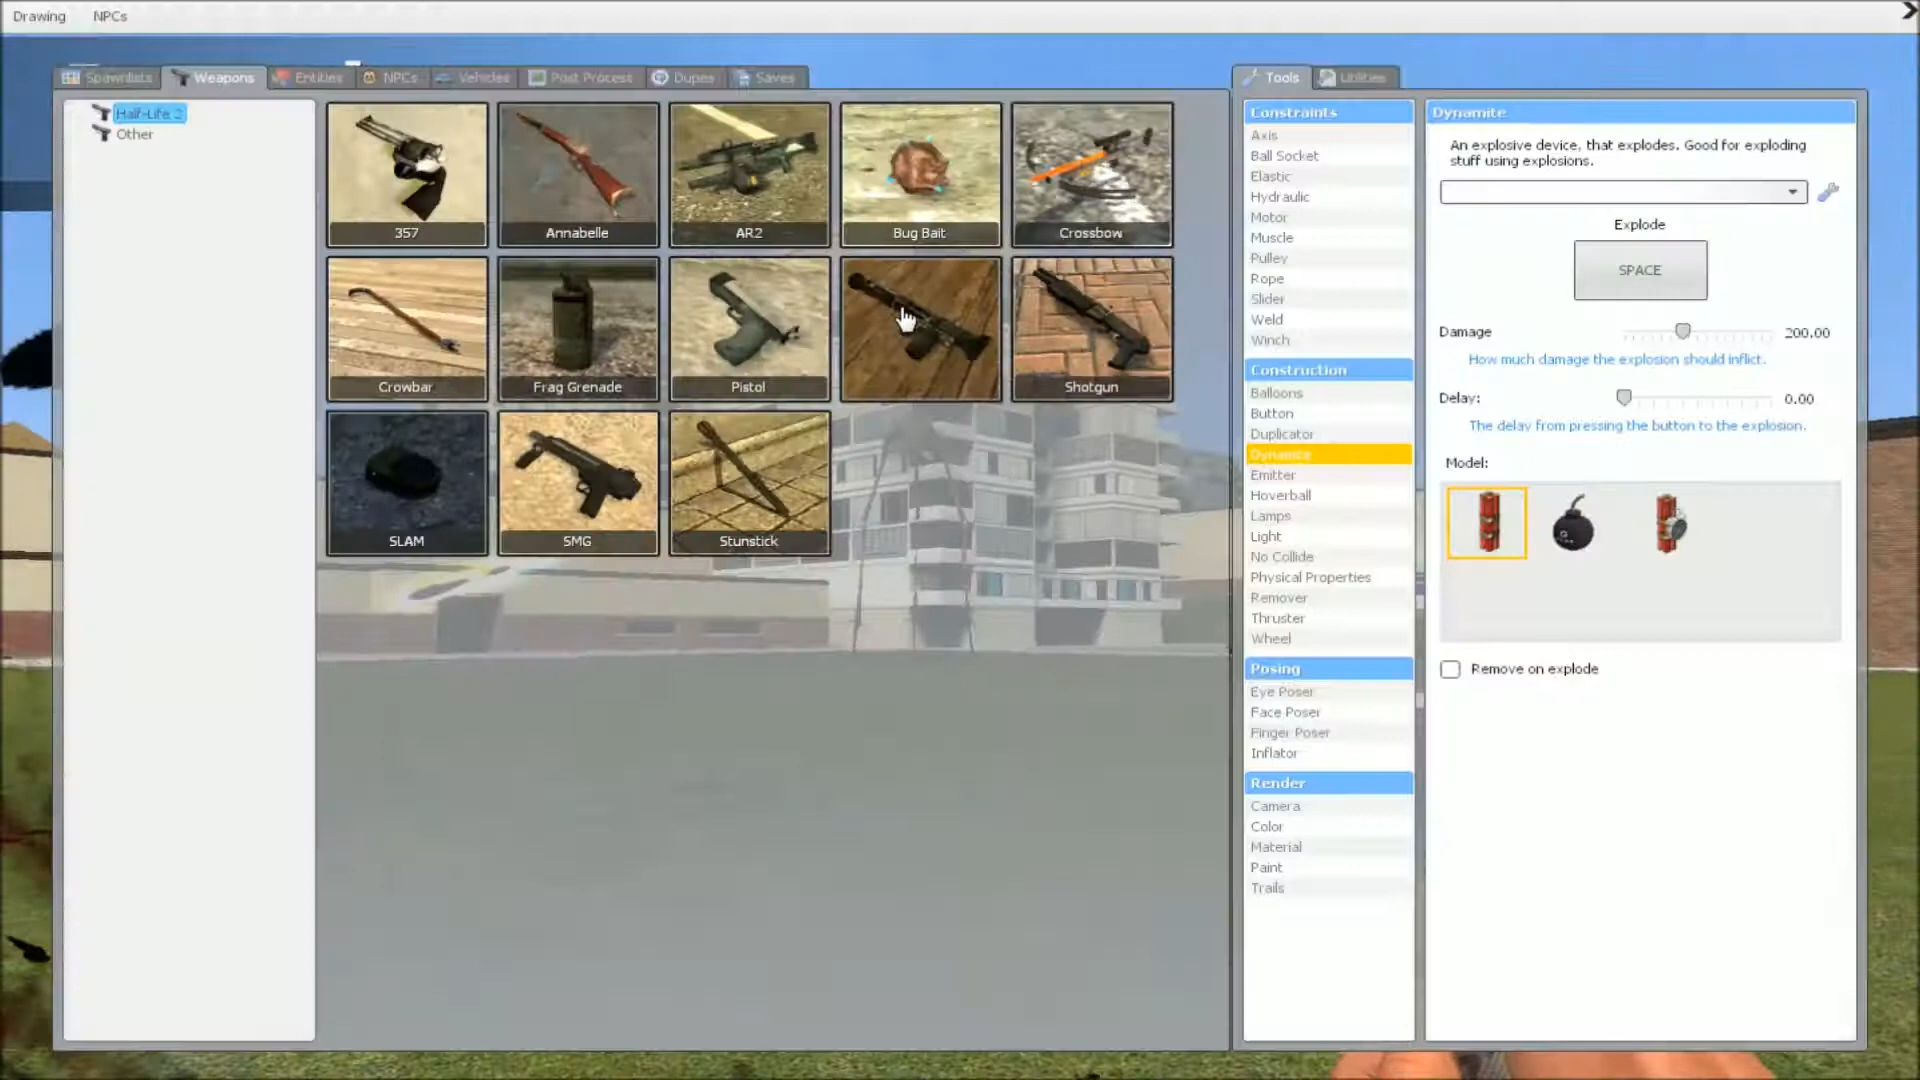 Drawing NPCs
Spawnlists Weapons Entities NPCs Vehicles Post Process Dupes Saves
Half-Life 2
Other
357 Annabelle AR2 Bug Bait Crossbow
Crowbar Frag Grenade Pistol Shotgun
SLAM SMG Stunstick
Tools Utilities
Constraints
Axis
Ball Socket
Elastic
Hydraulic
Motor
Muscle
Pulley
Rope
Slider
Weld
Winch
Construction
Balloons
Button
Duplicator
Dynamite
Emitter
Hoverball
Lamps
Light
No Collide
Physical Properties
Remover
Thruster
Wheel
Posing
Eye Poser
Face Poser
Finger Poser
Inflator
Render
Camera
Color
Material
Paint
Trails
Dynamite
An explosive device, that explodes. Good for exploding
stuff using explosions.
Explode
SPACE
Damage 200.00
How much damage the explosion should inflict.
Delay: 0.00
The delay from pressing the button to the explosion.
Model:
Remove on explode